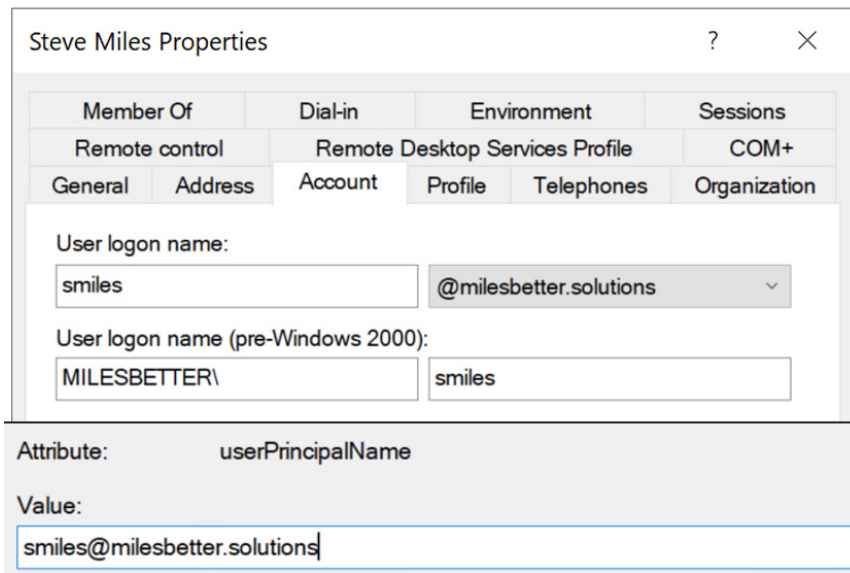 Steve Miles Properties ? ×
Member Of Dial-in Environment Sessions
Remote control Remote Desktop Services Profile COM+
General Address Account Profile Telephones Organization
User logon name:
smiles @milesbetter.solutions
User logon name (pre-Windows 2000):
MILESBETTER\ smiles
Attribute: userPrincipalName
Value:
smiles@milesbetter.solutions